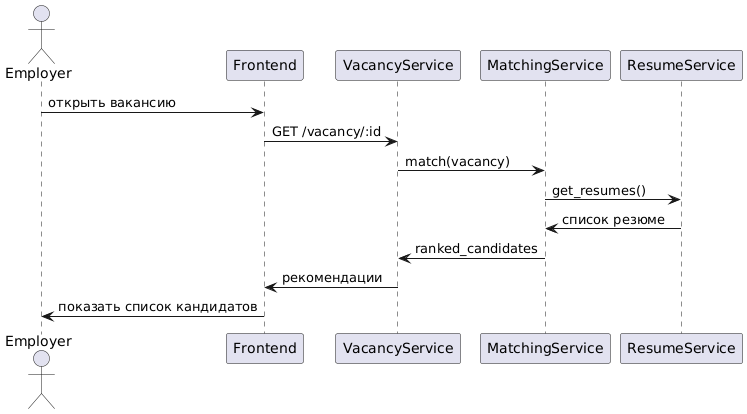 Employer
Frontend
VacancyService
MatchingService
ResumeService
открыть вакансию
GET /vacancy/:id
match(vacancy)
get_resumes()
список резюме
ranked_candidates
рекомендации
показать список кандидатов
Employer
Frontend
VacancyService
MatchingService
ResumeService